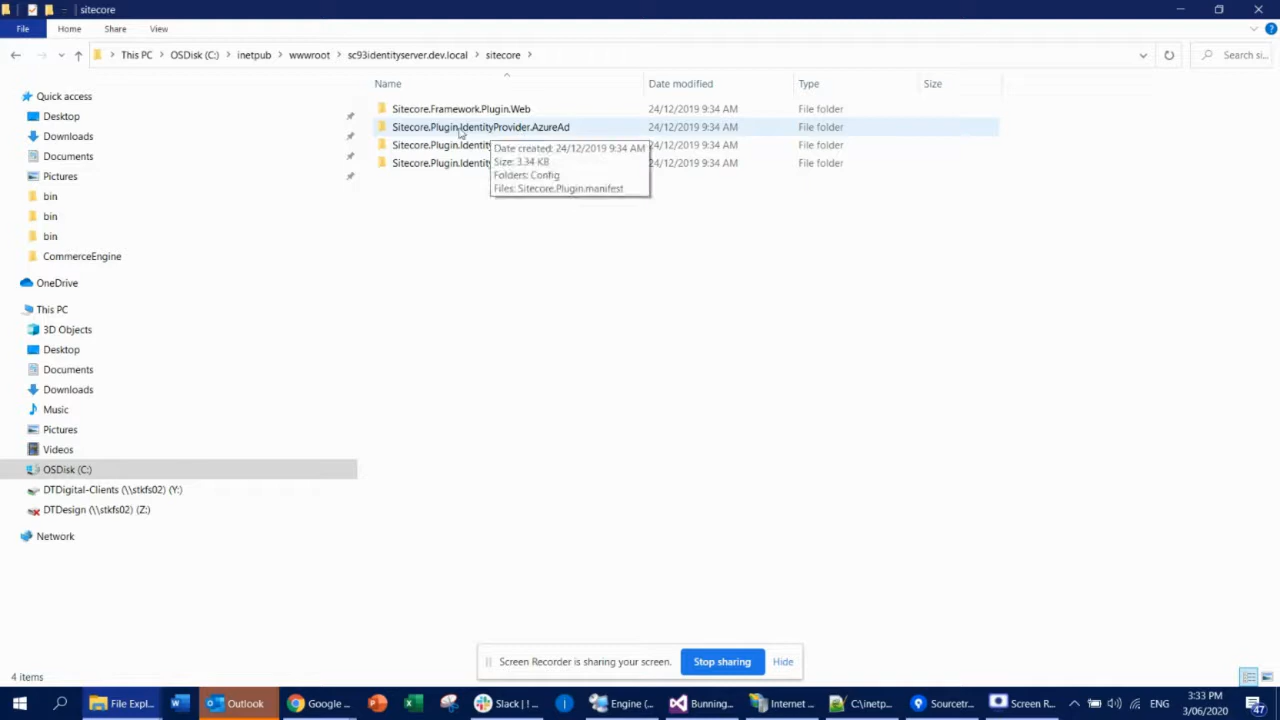 sitecore
File Home Share View
This PC OSDisk (C:) inetpub wwwroot sc93identityserver.dev.local sitecore
Search si...
Name Date modified Type Size
Quick access
Desktop
Downloads
Documents
Pictures
bin
bin
bin
CommerceEngine
OneDrive
This PC
3D Objects
Desktop
Documents
Downloads
Music
Pictures
Videos
OSDisk (C:)
DTDigital-Clients (\\stkfs02) (Y:)
DTDesign (\\stkfs02) (Z:)
Network
Sitecore.Framework.Plugin.Web 24/12/2019 9:34 AM File folder
Sitecore.Plugin.IdentityProvider.AzureAd 24/12/2019 9:34 AM File folder
Sitecore.Plugin.Identity 24/12/2019 9:34 AM File folder
Sitecore.Plugin.Identity 24/12/2019 9:34 AM File folder
Date created: 24/12/2019 9:34 AM
Size: 3.34 KB
Folders: Config
Files: Sitecore.Plugin.manifest
Screen Recorder is sharing your screen. Stop sharing Hide
4 items
File Exp... Outlook Google ... Slack | ! ... Engine (... Bunning... Internet ... C:\inetp... Sourcetr... Screen R... ENG
3:33 PM
3/06/2020
47